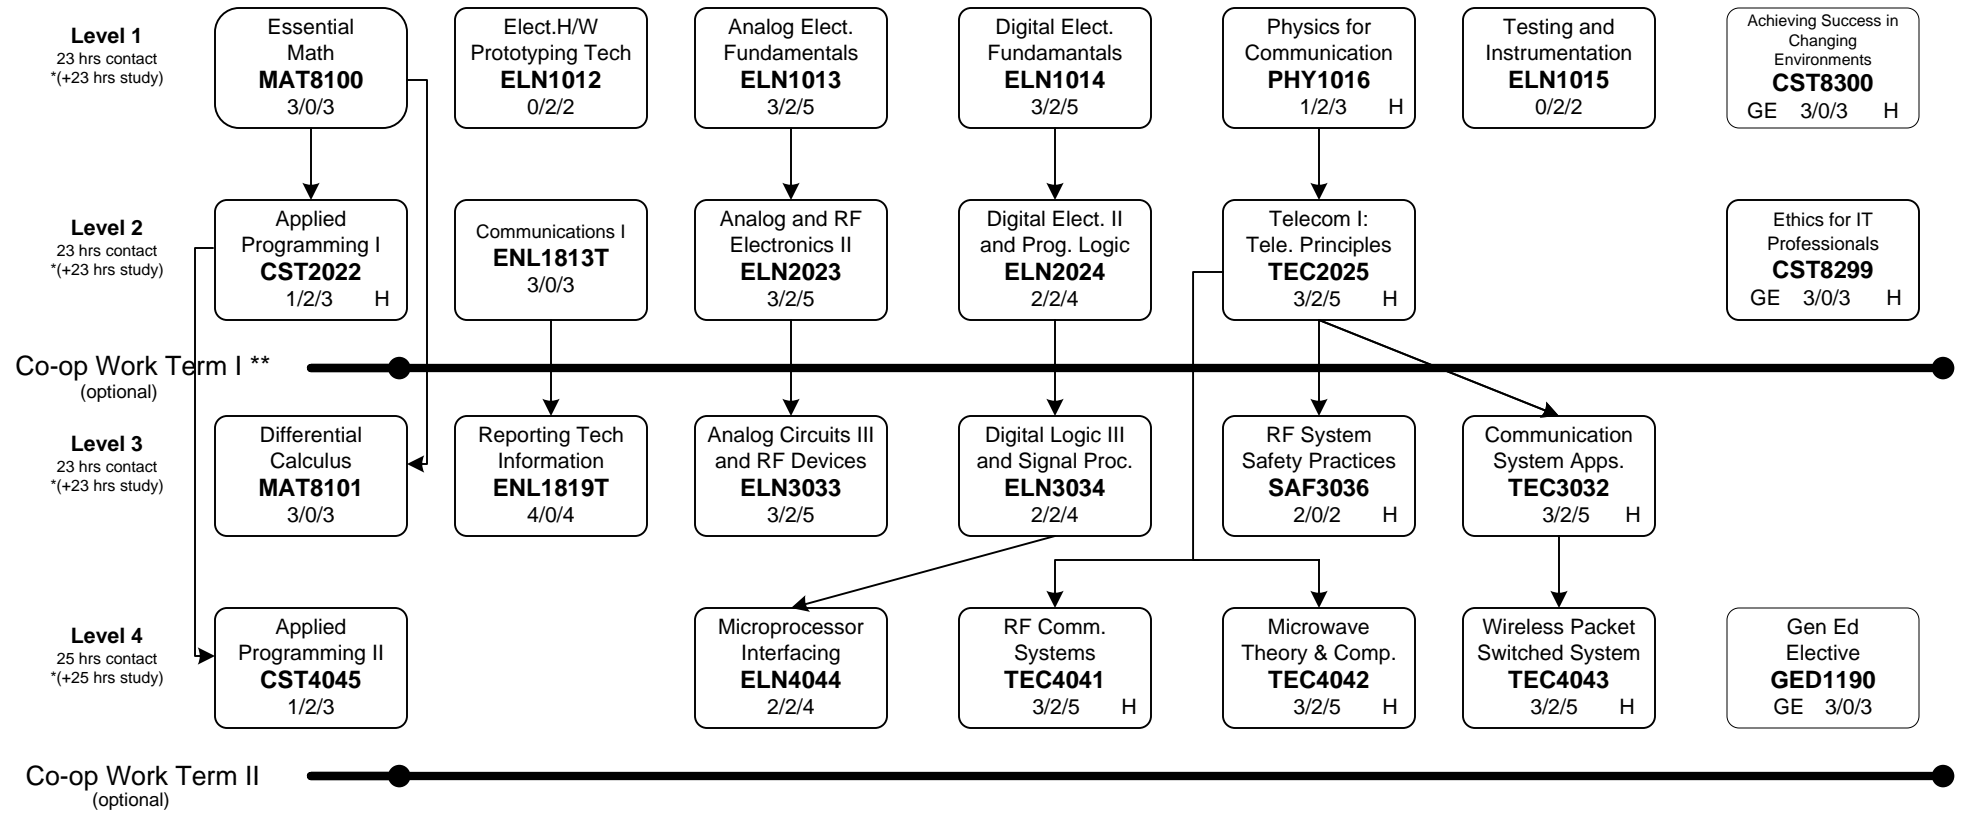 Level 1
23 hrs contact
*(+23 hrs study)
Essential
Math
MAT8100
3/0/3
Elect.H/W
Prototyping Tech
ELN1012
0/2/2
Analog Elect.
Fundamentals
ELN1013
3/2/5
Digital Elect.
Fundamantals
ELN1014
3/2/5
Physics for
Communication
PHY1016
1/2/3 H
Testing and
Instrumentation
ELN1015
0/2/2
Achieving Success in
Changing
Environments
CST8300
GE 3/0/3 H
Level 2
23 hrs contact
*(+23 hrs study)
Applied
Programming I
CST2022
1/2/3 H
Communications I
ENL1813T
3/0/3
Analog and RF
Electronics II
ELN2023
3/2/5
Digital Elect. II
and Prog. Logic
ELN2024
2/2/4
Telecom I:
Tele. Principles
TEC2025
3/2/5 H
Ethics for IT
Professionals
CST8299
GE 3/0/3 H
Co-op Work Term I **
(optional)
Level 3
23 hrs contact
*(+23 hrs study)
Differential
Calculus
MAT8101
3/0/3
Reporting Tech
Information
ENL1819T
4/0/4
Analog Circuits III
and RF Devices
ELN3033
3/2/5
Digital Logic III
and Signal Proc.
ELN3034
2/2/4
RF System
Safety Practices
SAF3036
2/0/2 H
Communication
System Apps.
TEC3032
3/2/5 H
Level 4
25 hrs contact
*(+25 hrs study)
Applied
Programming II
CST4045
1/2/3
Microprocessor
Interfacing
ELN4044
2/2/4
RF Comm.
Systems
TEC4041
3/2/5 H
Microwave
Theory & Comp.
TEC4042
3/2/5 H
Wireless Packet
Switched System
TEC4043
3/2/5 H
Gen Ed
Elective
GED1190
GE 3/0/3
Co-op Work Term II
(optional)